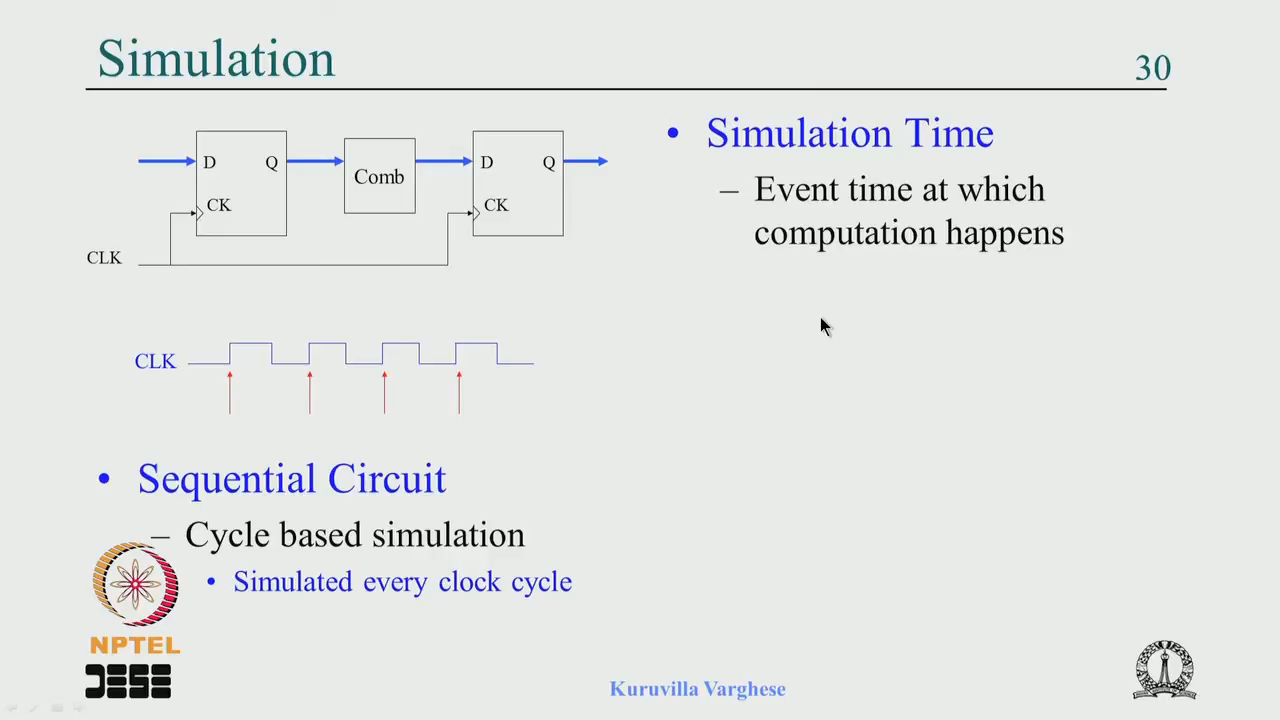 Simulation
30
D Q
Comb
D Q
CK
CK
CLK
CLK
• Simulation Time
– Event time at which
computation happens
• Sequential Circuit
– Cycle based simulation
• Simulated every clock cycle
NPTEL
DESE
Kuruvilla Varghese